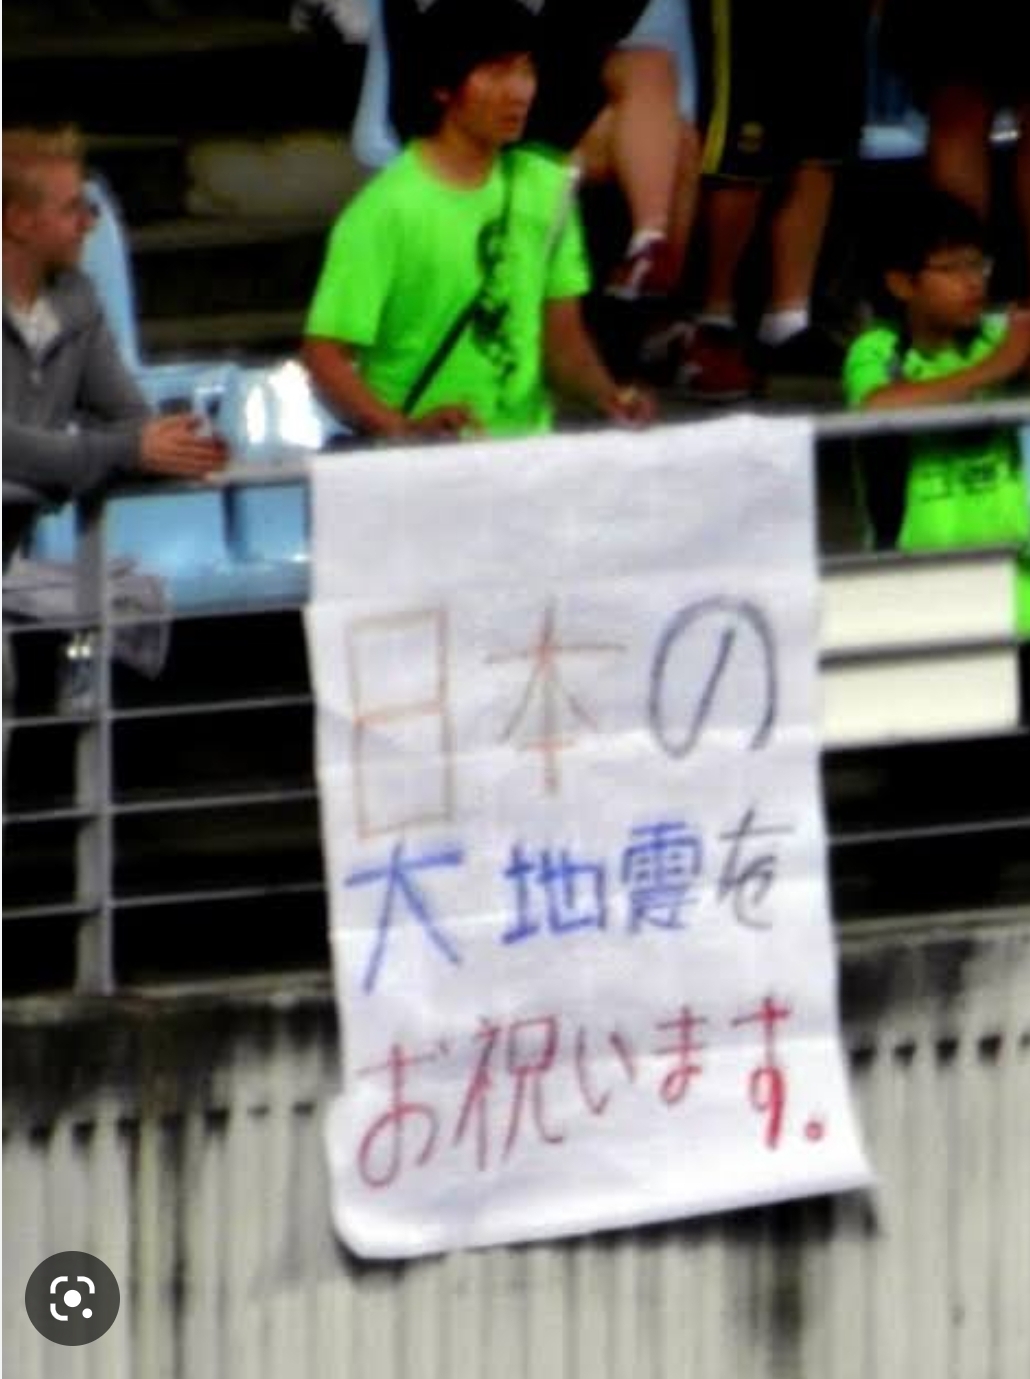 日本の
大地震を
お祝います。